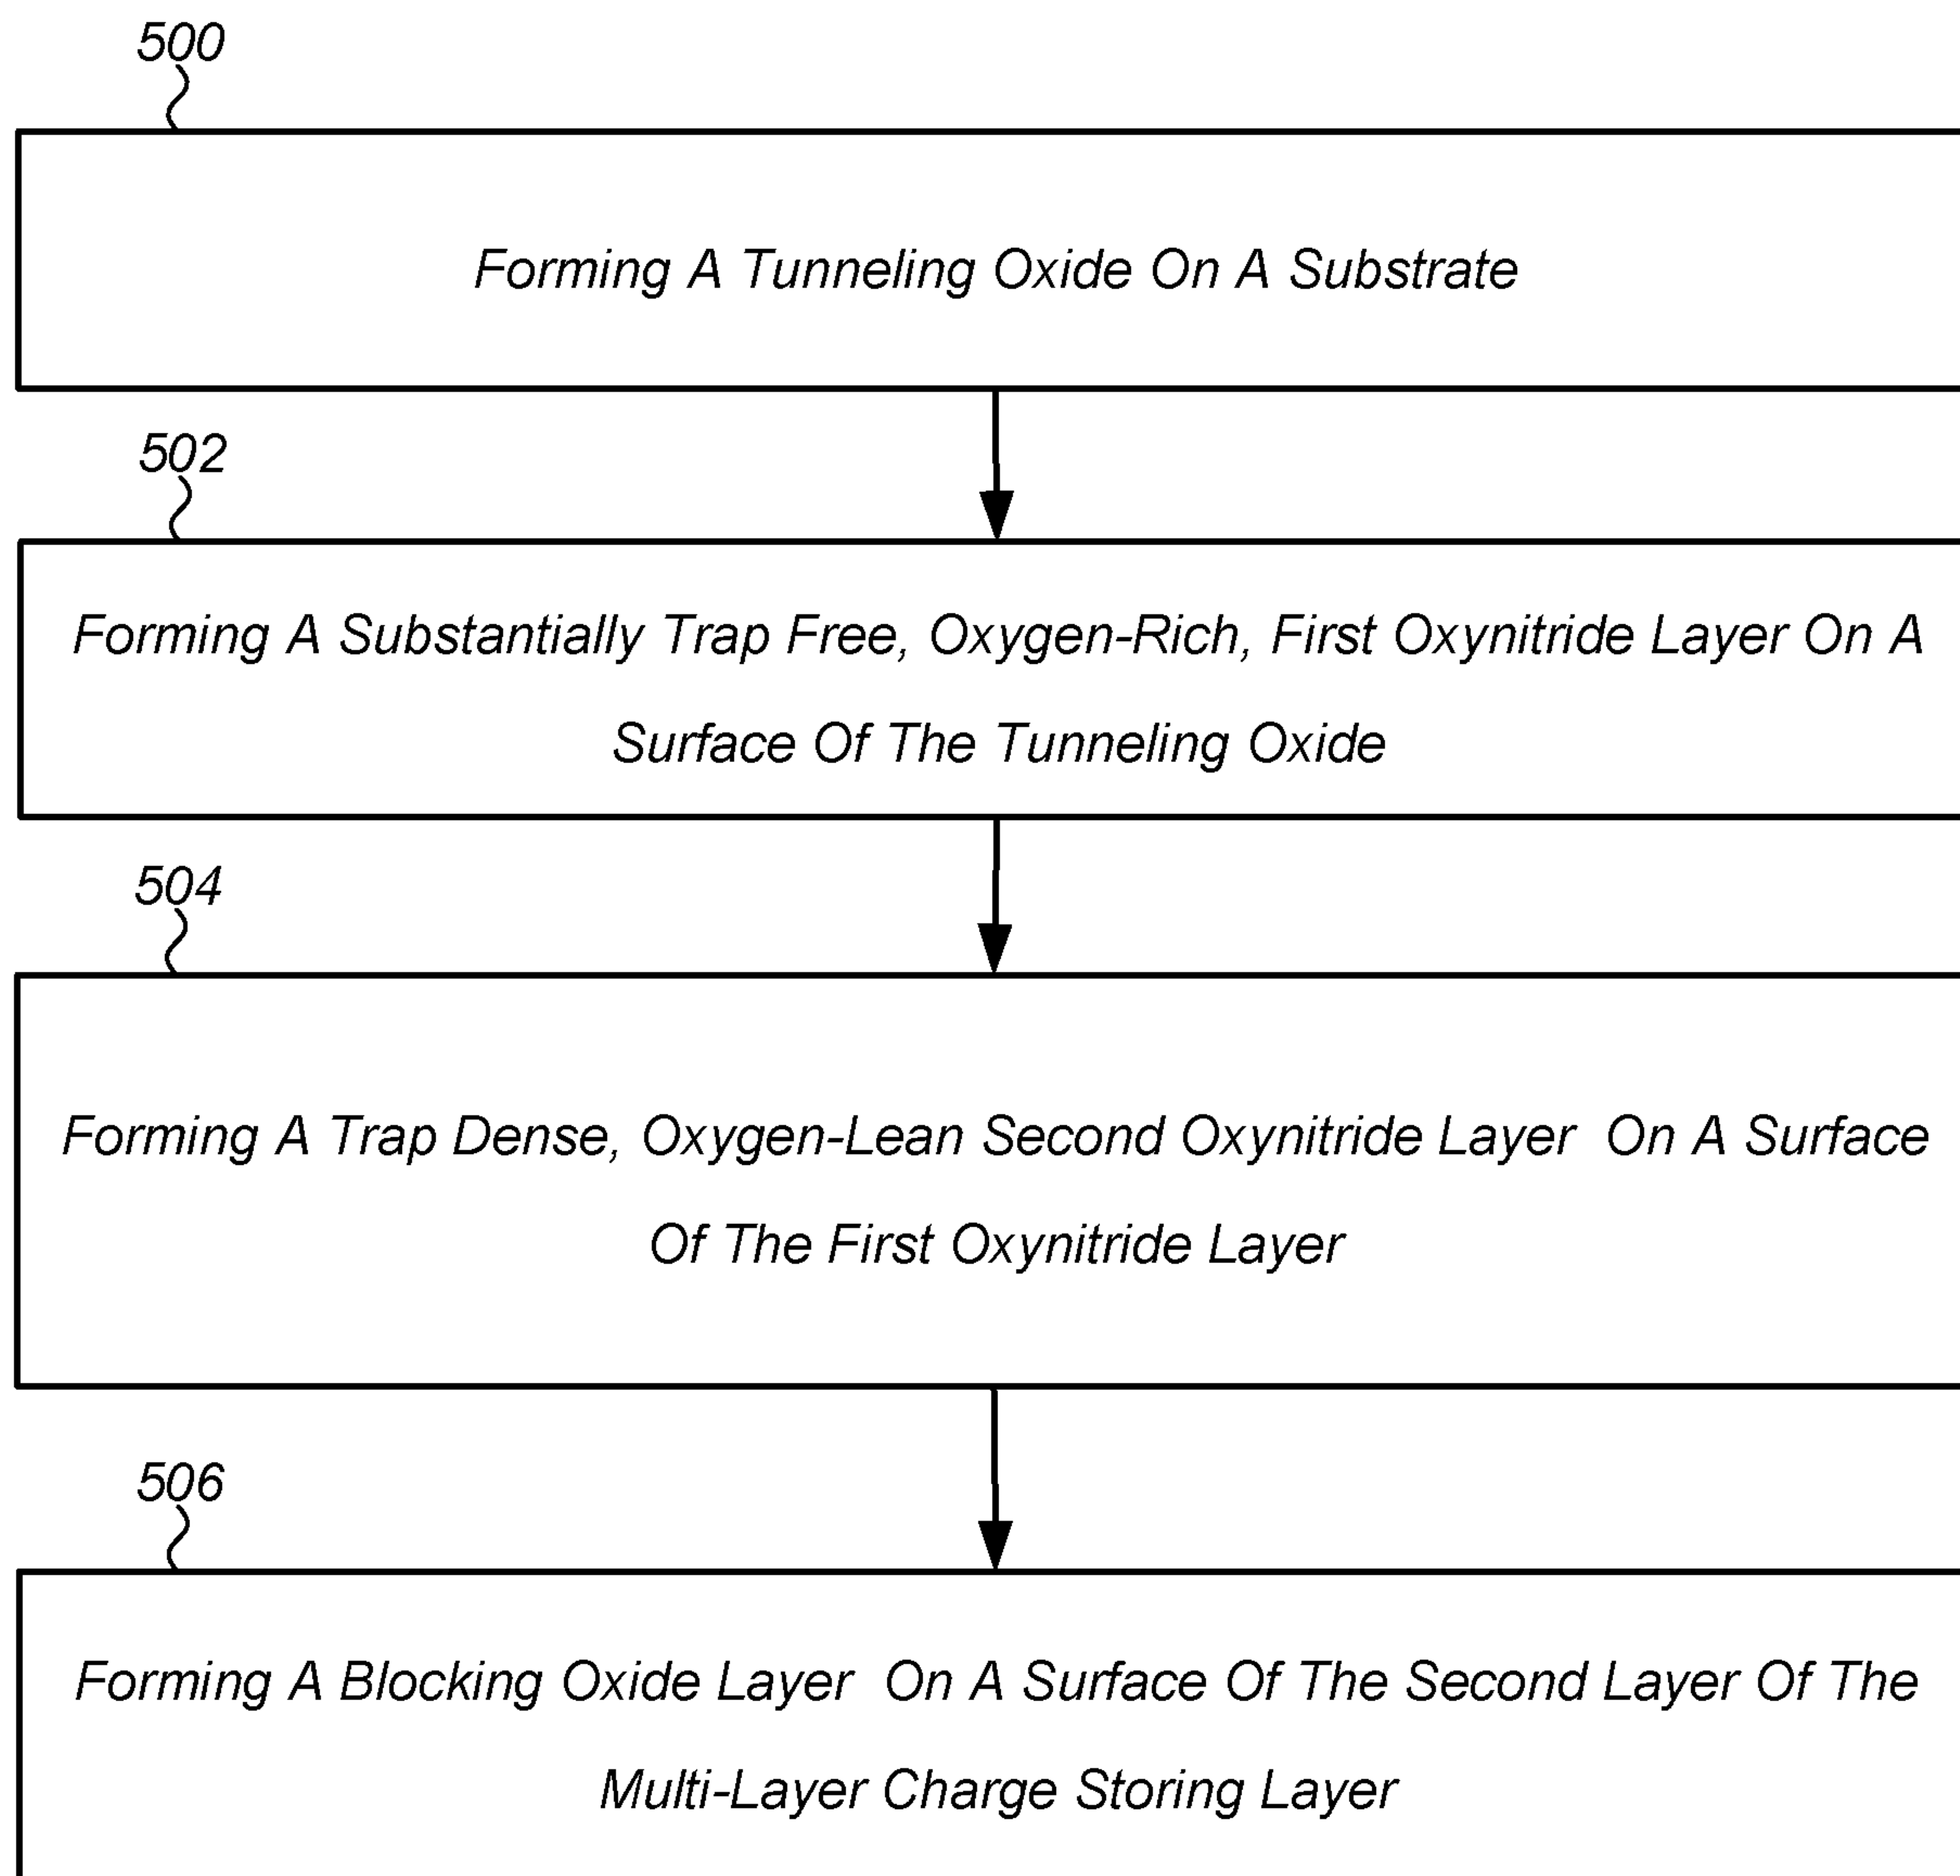 500
Forming A Tunneling Oxide On A Substrate
502
Forming A Substantially Trap Free, Oxygen-Rich, First Oxynitride Layer On A
Surface Of The Tunneling Oxide
504
Forming A Trap Dense, Oxygen-Lean Second Oxynitride Layer On A Surface
Of The First Oxynitride Layer
506
Forming A Blocking Oxide Layer On A Surface Of The Second Layer Of The
Multi-Layer Charge Storing Layer